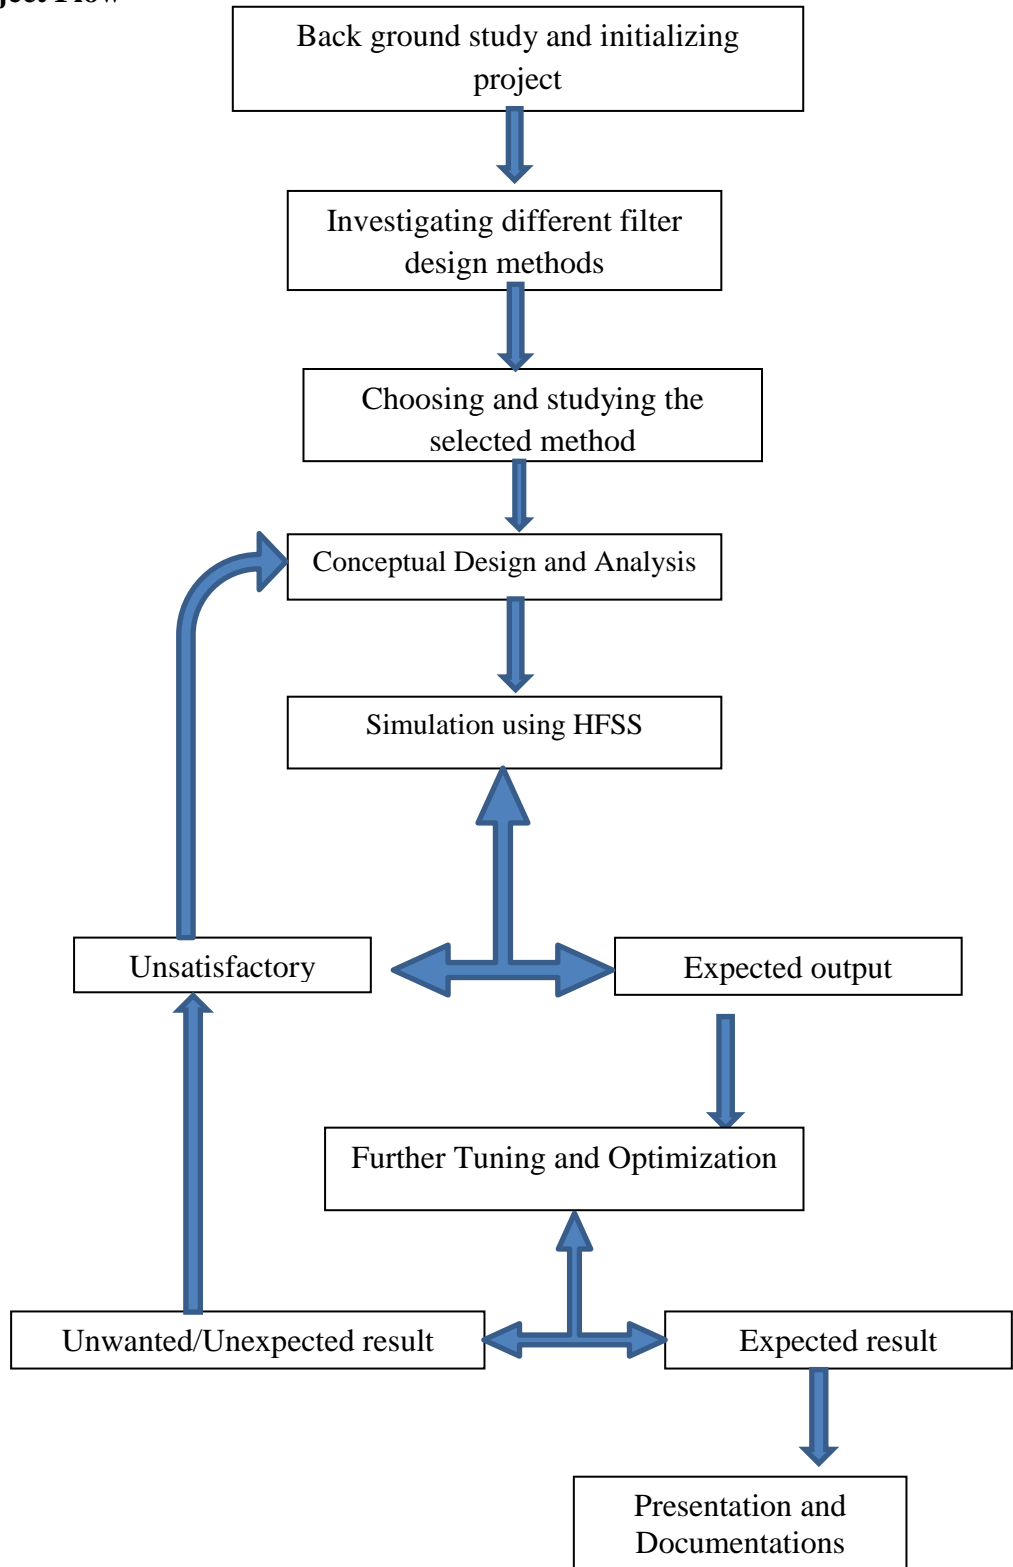 Back ground study and initializing
project
Investigating different filter
design methods
Choosing and studying the
selected method
Conceptual Design and Analysis
Simulation using HFSS
Unsatisfactory
Expected output
Further Tuning and Optimization
Unwanted/Unexpected result
Expected result
Presentation and
Documentations